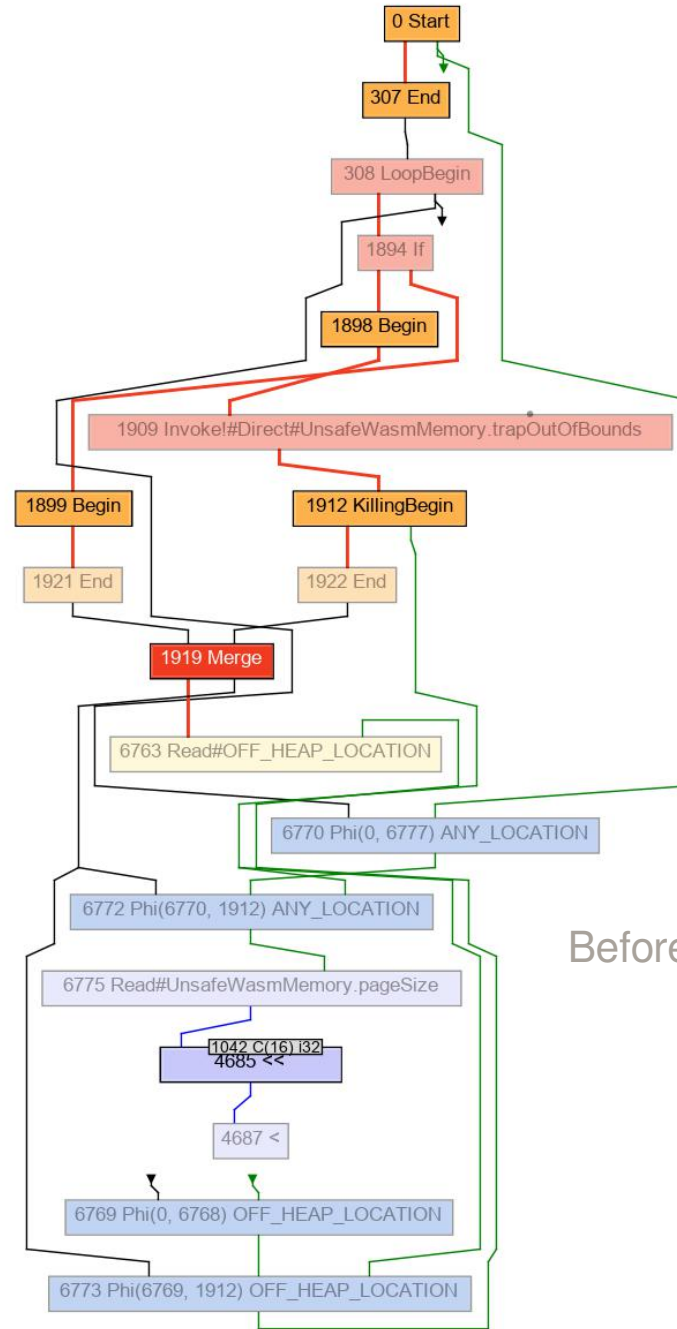 0 Start
307 End
308 LoopBegin
1894 If
1898 Begin
1909 Invoke!#Direct#UnsafeWasmMemory.trapOutOfBounds
1899 Begin
1912 KillingBegin
1921 End
1922 End
1919 Merge
6763 Read#OFF_HEAP_LOCATION
6770 Phi(0, 6777) ANY_LOCATION
6772 Phi(6770, 1912) ANY_LOCATION
Before
6775 Read#UnsafeWasmMemory.pageSize
1042 C(16) i32
4685 <<
4687 <
6769 Phi(0, 6768) OFF_HEAP_LOCATION
6773 Phi(6769, 1912) OFF_HEAP_LOCATION